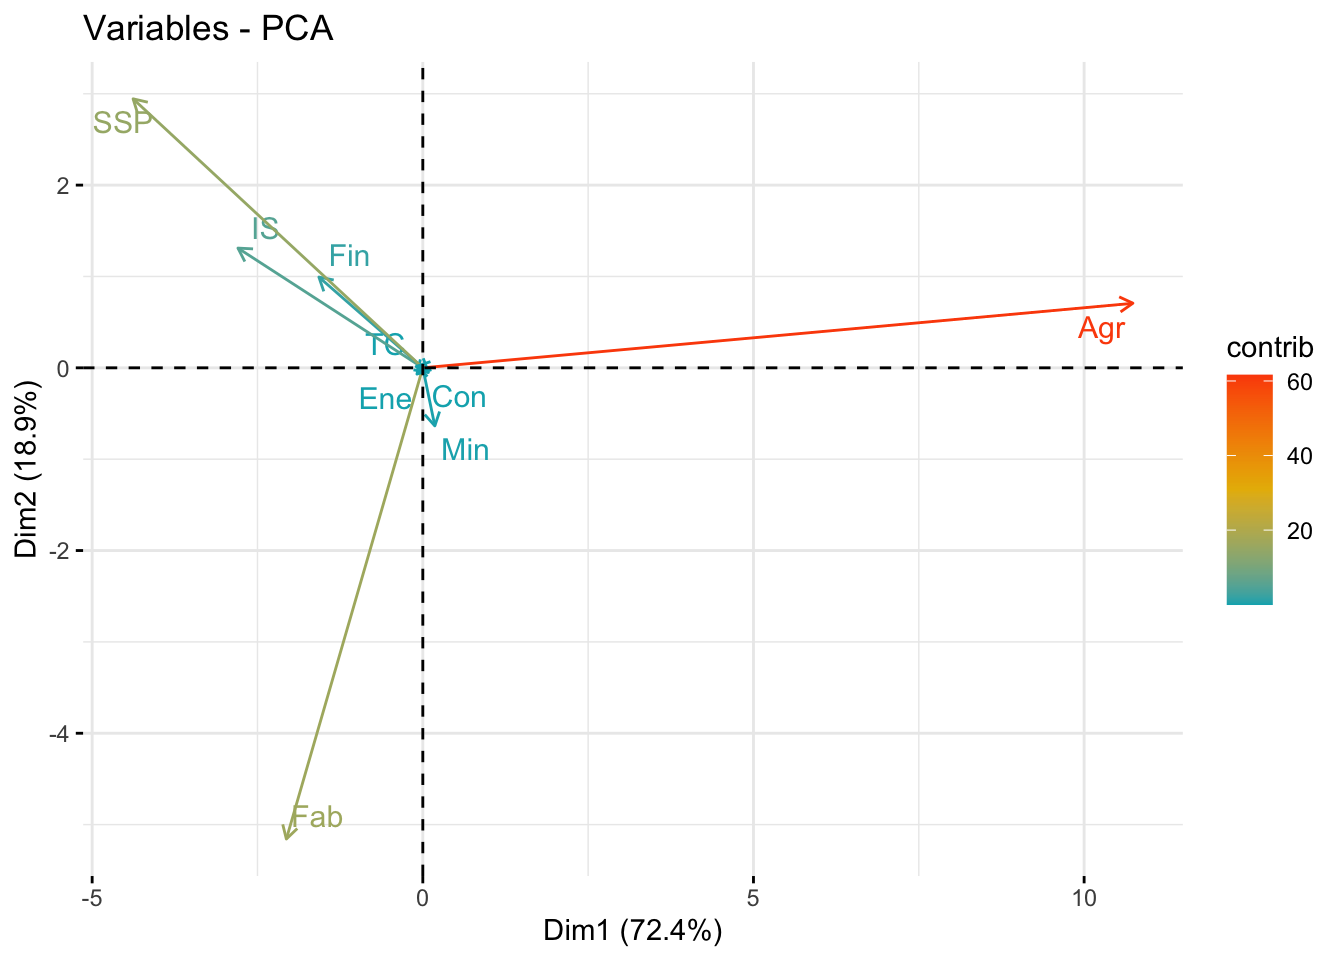 Variables - PCA
SSP
IS
Fin
TC
Agr
Ene
Con
Min
Fab
2
0
-2
-4
-5
0
5
10
Dim1 (72.4%)
Dim2 (18.9%)
contrib
60
40
20